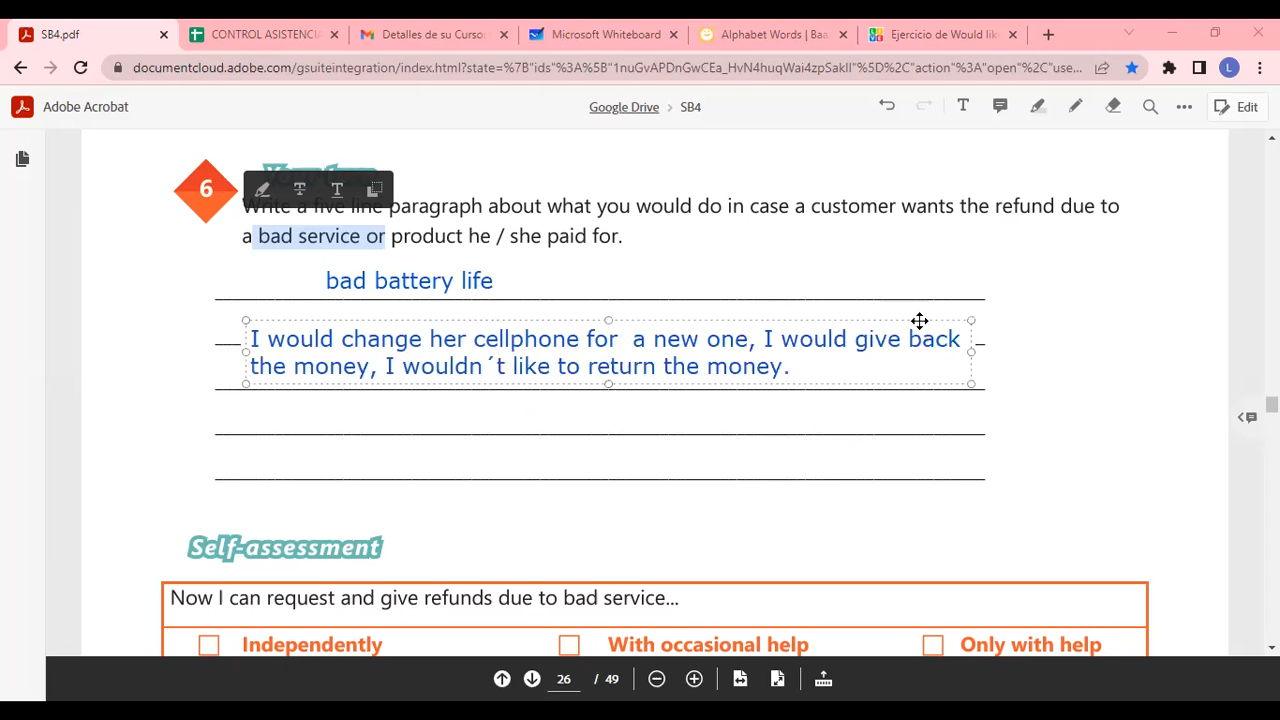 SB4.pdf
CONTROL ASISTENCI
Detalles de su Curso
Microsoft Whiteboard
Alphabet Words | Baa
Ejercicio de Would lik
documentcloud.adobe.com/gsuiteintegration/index.html?state=%7B"ids"%3A%5B"1nuGvAPDnGwCEa_HvN4huqWai4zpSakIl"%5D%2C"action"%3A"open"%2C"use...
L
Adobe Acrobat
Google Drive > SB4
Edit
6
Write a five line paragraph about what you would do in case a customer wants the refund due to
a bad service or product he / she paid for.
bad battery life
I would change her cellphone for a new one, I would give back
the money, I wouldn´t like to return the money.
Self-assessment
Now I can request and give refunds due to bad service...
Independently
With occasional help
Only with help
26 / 49